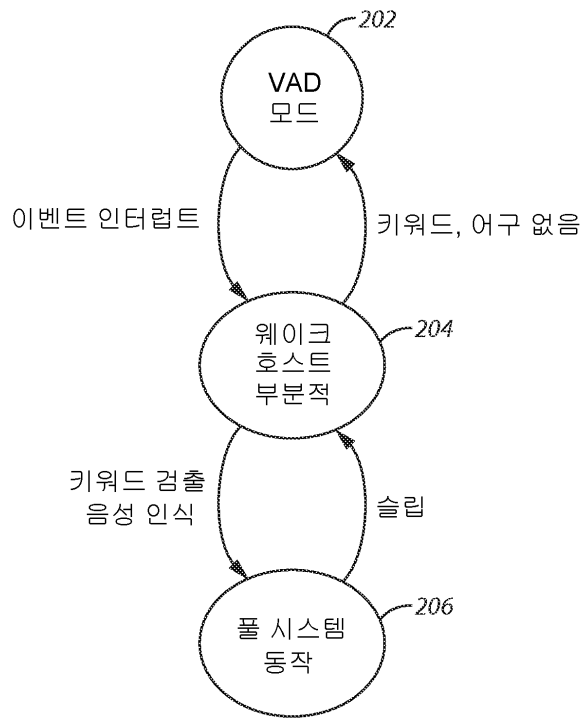 202
VAD
모드
이벤트 인터럽트
키워드, 어구 없음
웨이크
호스트
부분적
204
키워드 검출
음성 인식
슬립
206
풀 시스템
동작